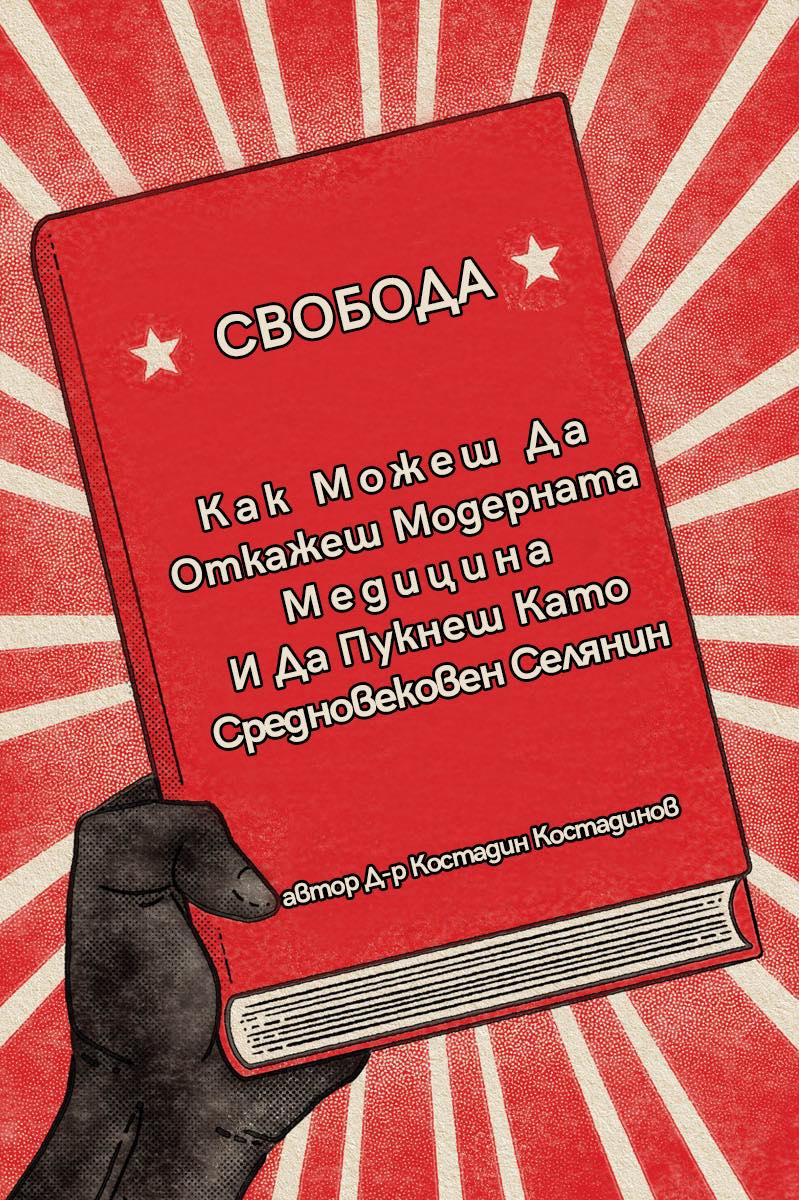 СВОБОДА
Как Можеш Да
Откажеш Модерната
Медицина
И Да Пукнеш Като
Средновековен Селянин
автор Д-р Костадин Костадинов